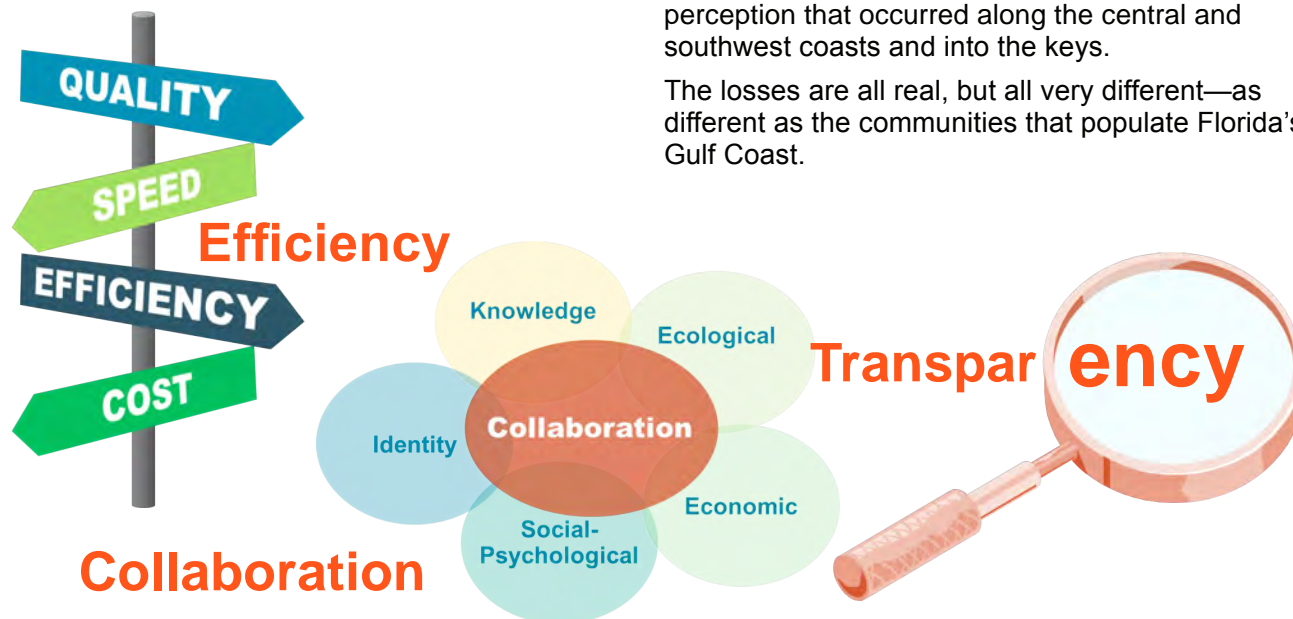 perception that occurred along the central and
southwest coasts and into the keys.
The losses are all real, but all very different—as
different as the communities that populate Florida’s
Gulf Coast.
QUALITY
SPEED
EFFICIENCY
COST
Efficiency
Knowledge
Ecological
Identity
Collaboration
Economic
Social-
Psychological
Transparency
Collaboration